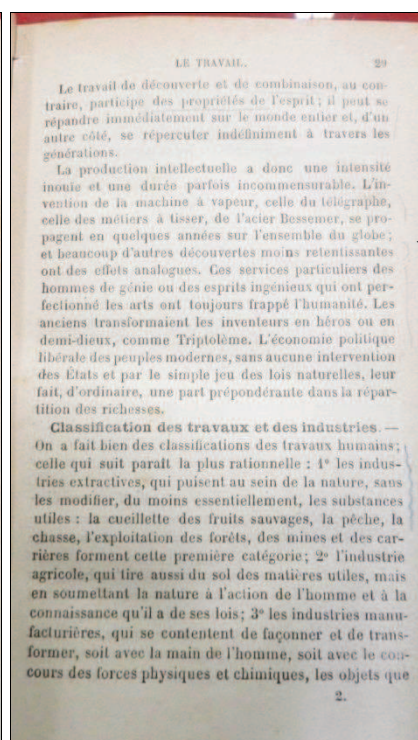 LE TRAVAIL. 29
Le travail de découverte et de combinaison, au con-
traire, participe des propriétés de l'esprit; il peut se
répandre immédiatement sur le monde entier et, d'un
autre côté, se répercuter indéfiniment à travers les
générations.
La production intellectuelle a donc une intensité
inouïe et une durée parfois incommensurable. L'in-
vention de la machine à vapeur, celle du télégraphe,
celle des métiers à tisser, de l'acier Bessemer, se pro-
pagent en quelques années sur l'ensemble du globe;
et beaucoup d'autres découvertes moins retentissantes
ont des effets analogues. Ces services particuliers des
hommes de génie ou des esprits ingénieux qui ont per-
fectionné les arts ont toujours frappé l'humanité. Les
anciens transformaient les inventeurs en héros ou en
demi-dieux, comme Triptolème. L'économie politique
libérale des peuples modernes, sans aucune intervention
des États et par le simple jeu des lois naturelles, leur
fait, d'ordinaire, une part prépondérante dans la répar-
tition des richesses.
Classification des travaux et des industries. —
On a fait bien des classifications des travaux humains;
celle qui suit paraît la plus rationnelle : 1° les indus-
tries extractives, qui puisent au sein de la nature, sans
les modifier, du moins essentiellement, les substances
utiles : la cueillette des fruits sauvages, la pêche, la
chasse, l'exploitation des forêts, des mines et des car-
rières forment cette première catégorie; 2° l'industrie
agricole, qui tire aussi du sol des matières utiles, mais
en soumettant la nature à l'action de l'homme et à la
connaissance qu'il a de ses lois; 3° les industries manu-
facturières, qui se contentent de façonner et de trans-
former, soit avec la main de l'homme, soit avec le con-
cours des forces physiques et chimiques, les objets que
2.